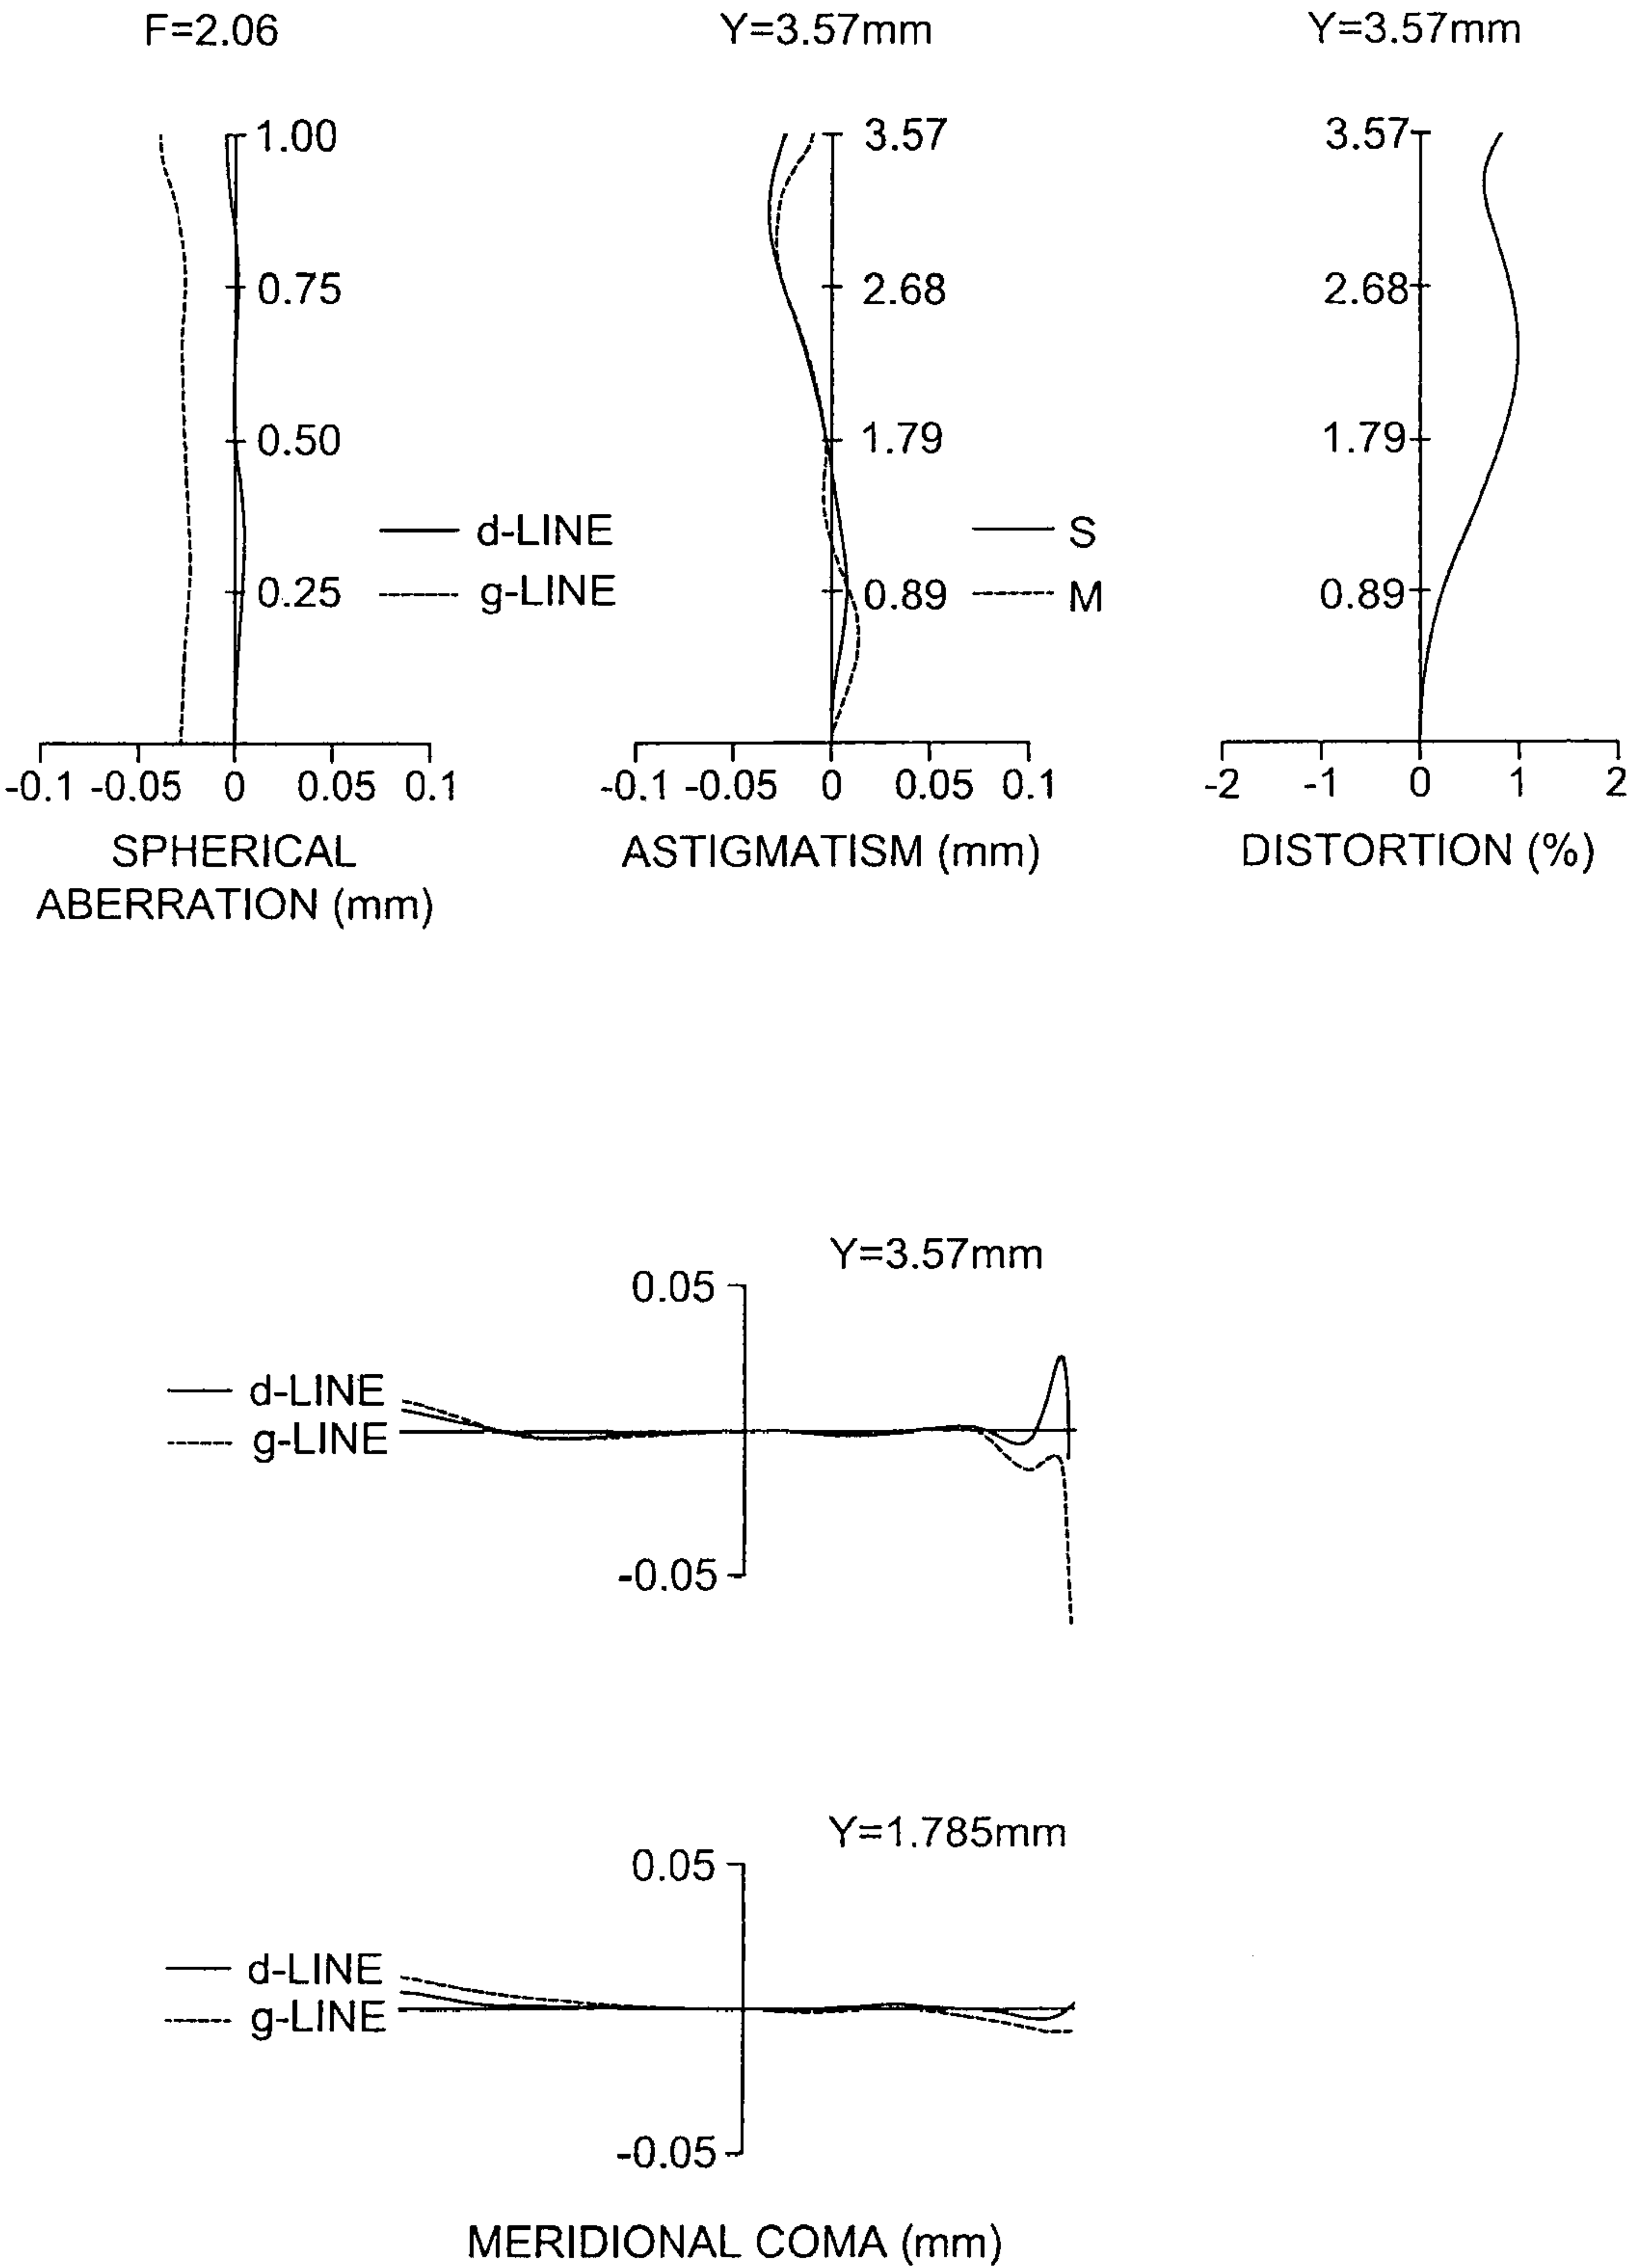 F=2.06
1.00
0.75
0.50
0.25
d-LINE
g-LINE
-0.1 -0.05 0 0.05 0.1
SPHERICAL
ABERRATION (mm)
Y=3.57mm
3.57
2.68
1.79
0.89
S
M
-0.1 -0.05 0 0.05 0.1
ASTIGMATISM (mm)
Y=3.57mm
3.57
2.68
1.79
0.89
-2 -1 0 1 2
DISTORTION (%)
Y=3.57mm
0.05
d-LINE
g-LINE
-0.05
Y=1.785mm
0.05
d-LINE
g-LINE
-0.05
MERIDIONAL COMA (mm)